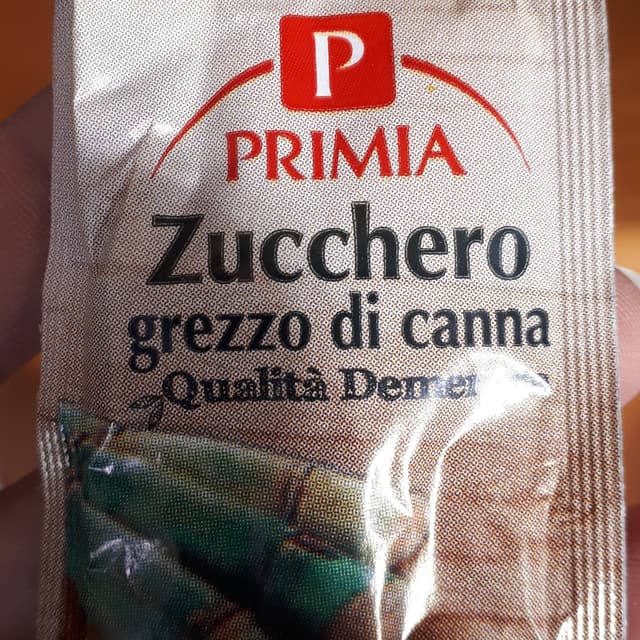 P
PRIMIA
Zucchero
grezzo di canna
Qualità